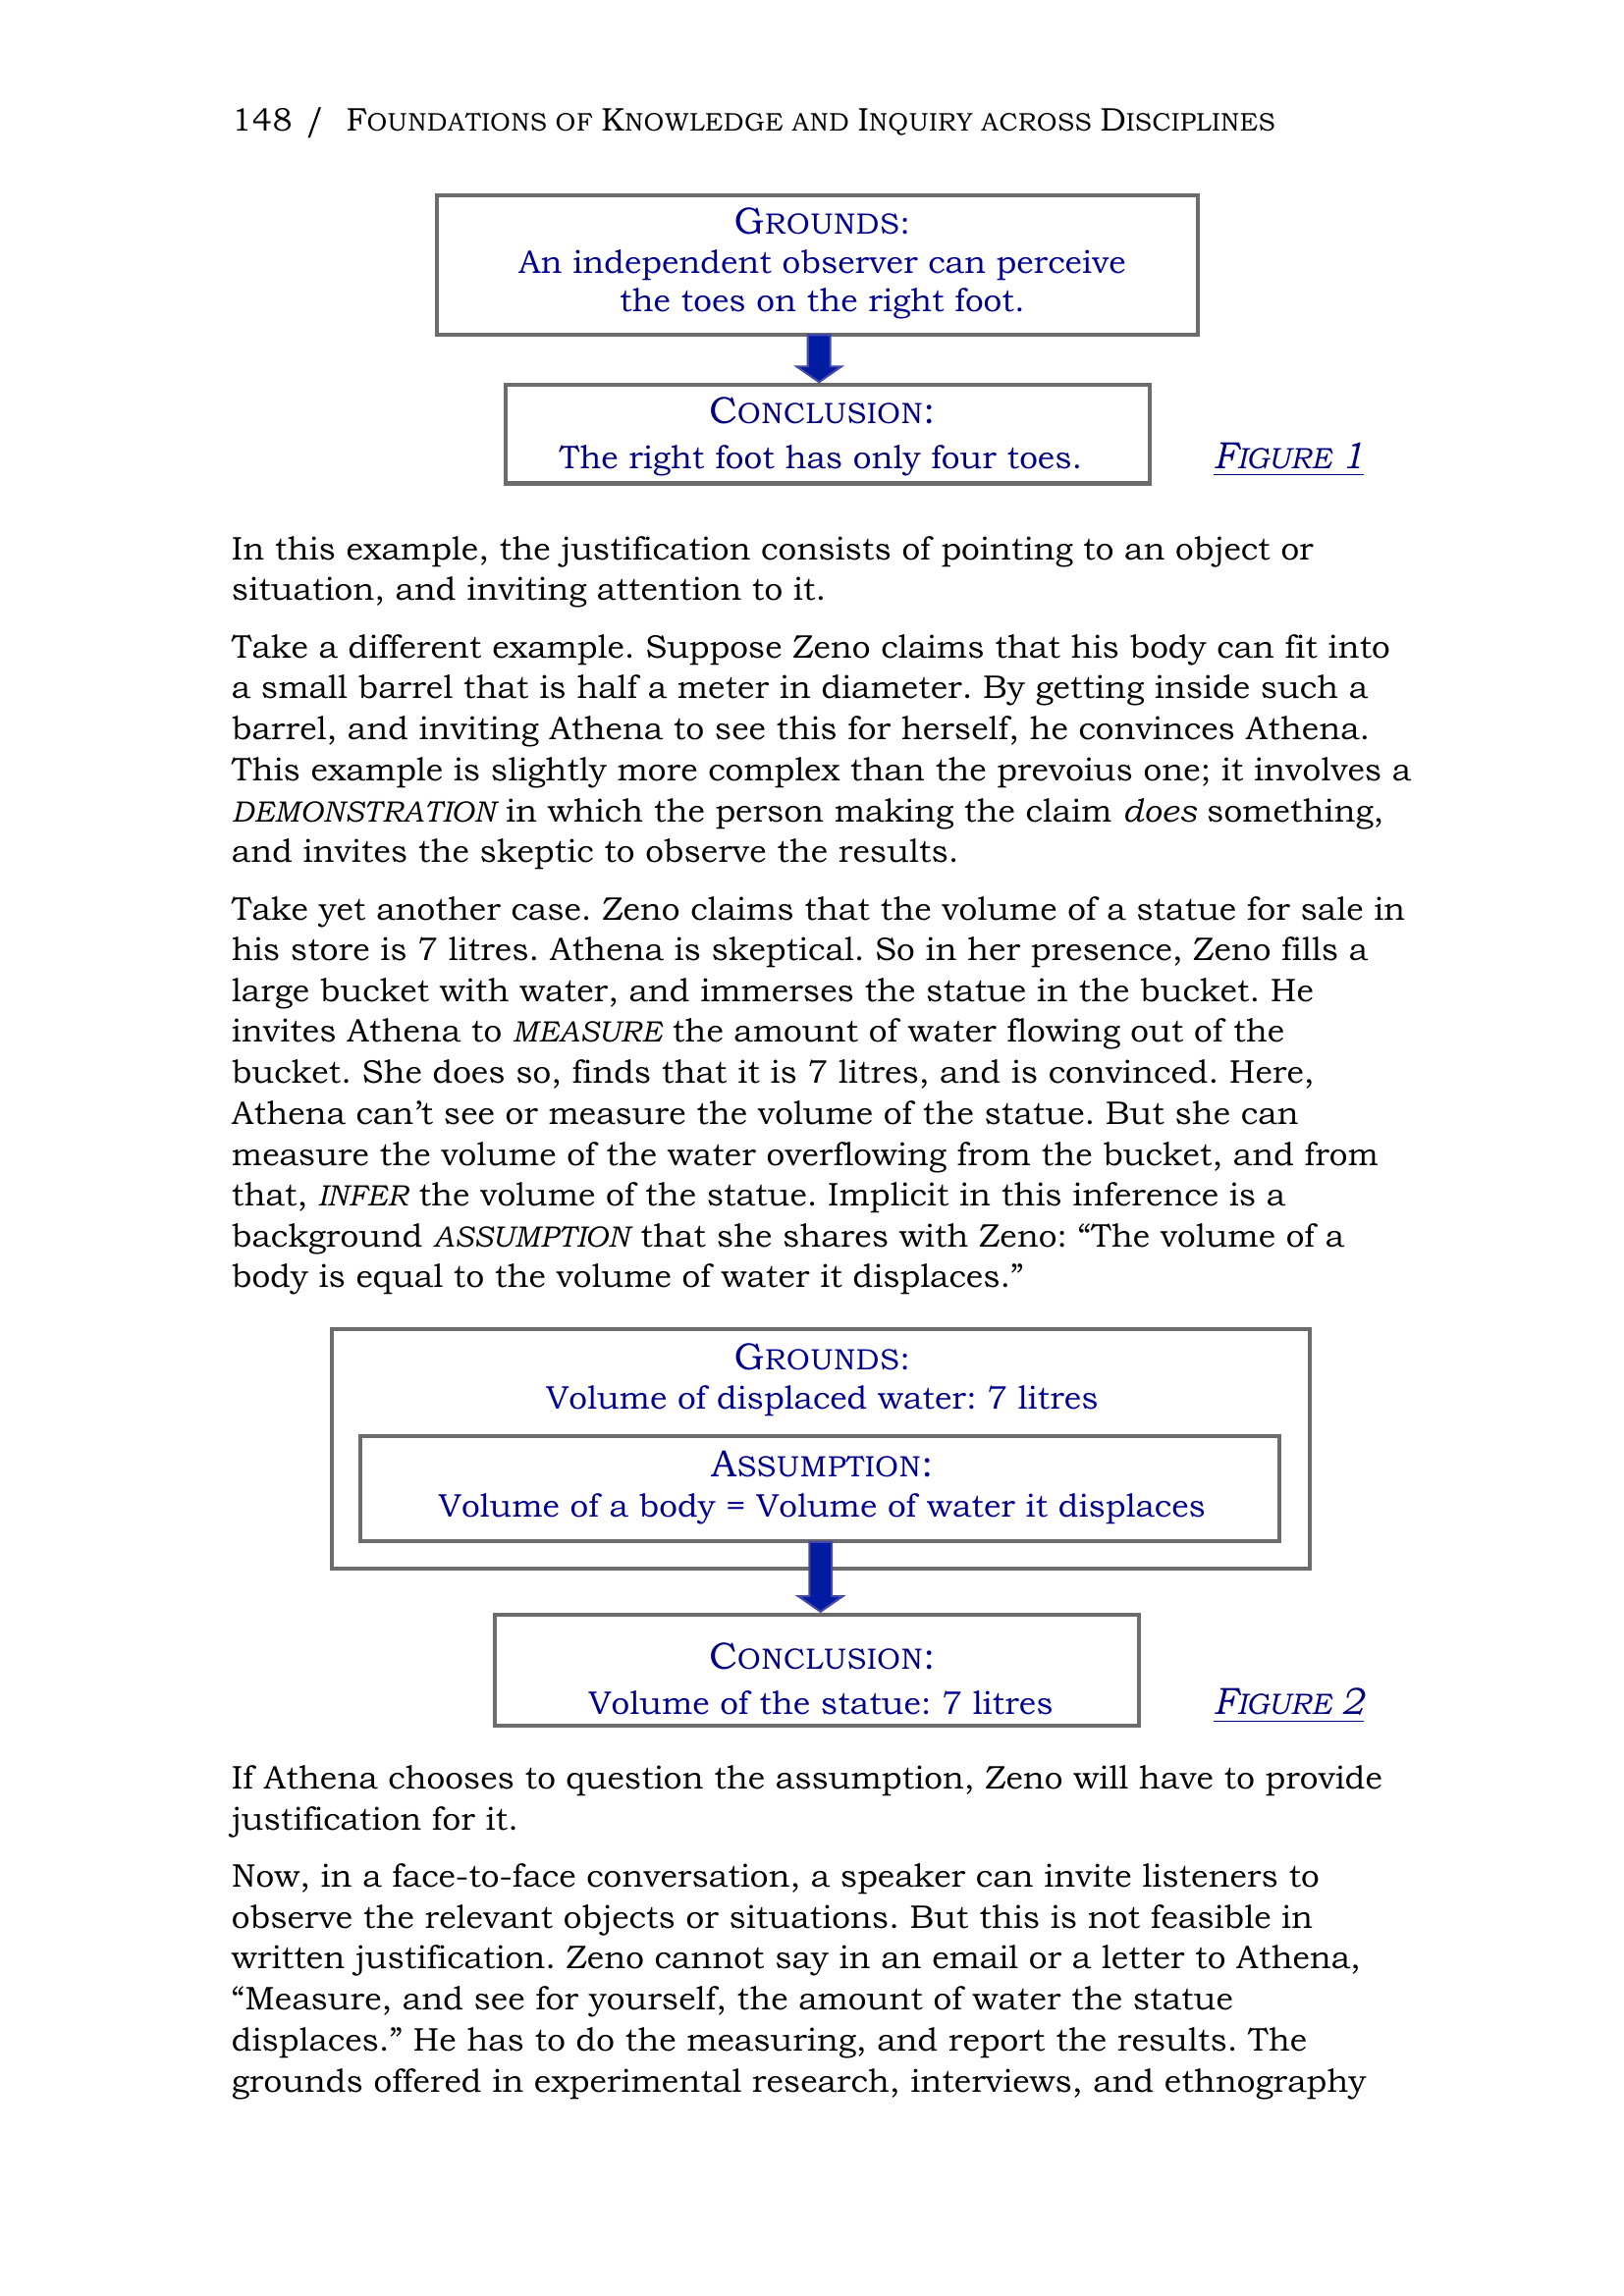 148 / FOUNDATIONS OF KNOWLEDGE AND INQUIRY ACROSS DISCIPLINES
GROUNDS:
An independent observer can perceive
the toes on the right foot.
CONCLUSION:
The right foot has only four toes.
FIGURE 1
In this example, the justification consists of pointing to an object or
situation, and inviting attention to it.
Take a different example. Suppose Zeno claims that his body can fit into
a small barrel that is half a meter in diameter. By getting inside such a
barrel, and inviting Athena to see this for herself, he convinces Athena.
This example is slightly more complex than the prevoius one; it involves a
DEMONSTRATION in which the person making the claim does something,
and invites the skeptic to observe the results.
Take yet another case. Zeno claims that the volume of a statue for sale in
his store is 7 litres. Athena is skeptical. So in her presence, Zeno fills a
large bucket with water, and immerses the statue in the bucket. He
invites Athena to MEASURE the amount of water flowing out of the
bucket. She does so, finds that it is 7 litres, and is convinced. Here,
Athena can’t see or measure the volume of the statue. But she can
measure the volume of the water overflowing from the bucket, and from
that, INFER the volume of the statue. Implicit in this inference is a
background ASSUMPTION that she shares with Zeno: “The volume of a
body is equal to the volume of water it displaces.”
GROUNDS:
Volume of displaced water: 7 litres
ASSUMPTION:
Volume of a body = Volume of water it displaces
CONCLUSION:
Volume of the statue: 7 litres
FIGURE 2
If Athena chooses to question the assumption, Zeno will have to provide
justification for it.
Now, in a face-to-face conversation, a speaker can invite listeners to
observe the relevant objects or situations. But this is not feasible in
written justification. Zeno cannot say in an email or a letter to Athena,
“Measure, and see for yourself, the amount of water the statue
displaces.” He has to do the measuring, and report the results. The
grounds offered in experimental research, interviews, and ethnography